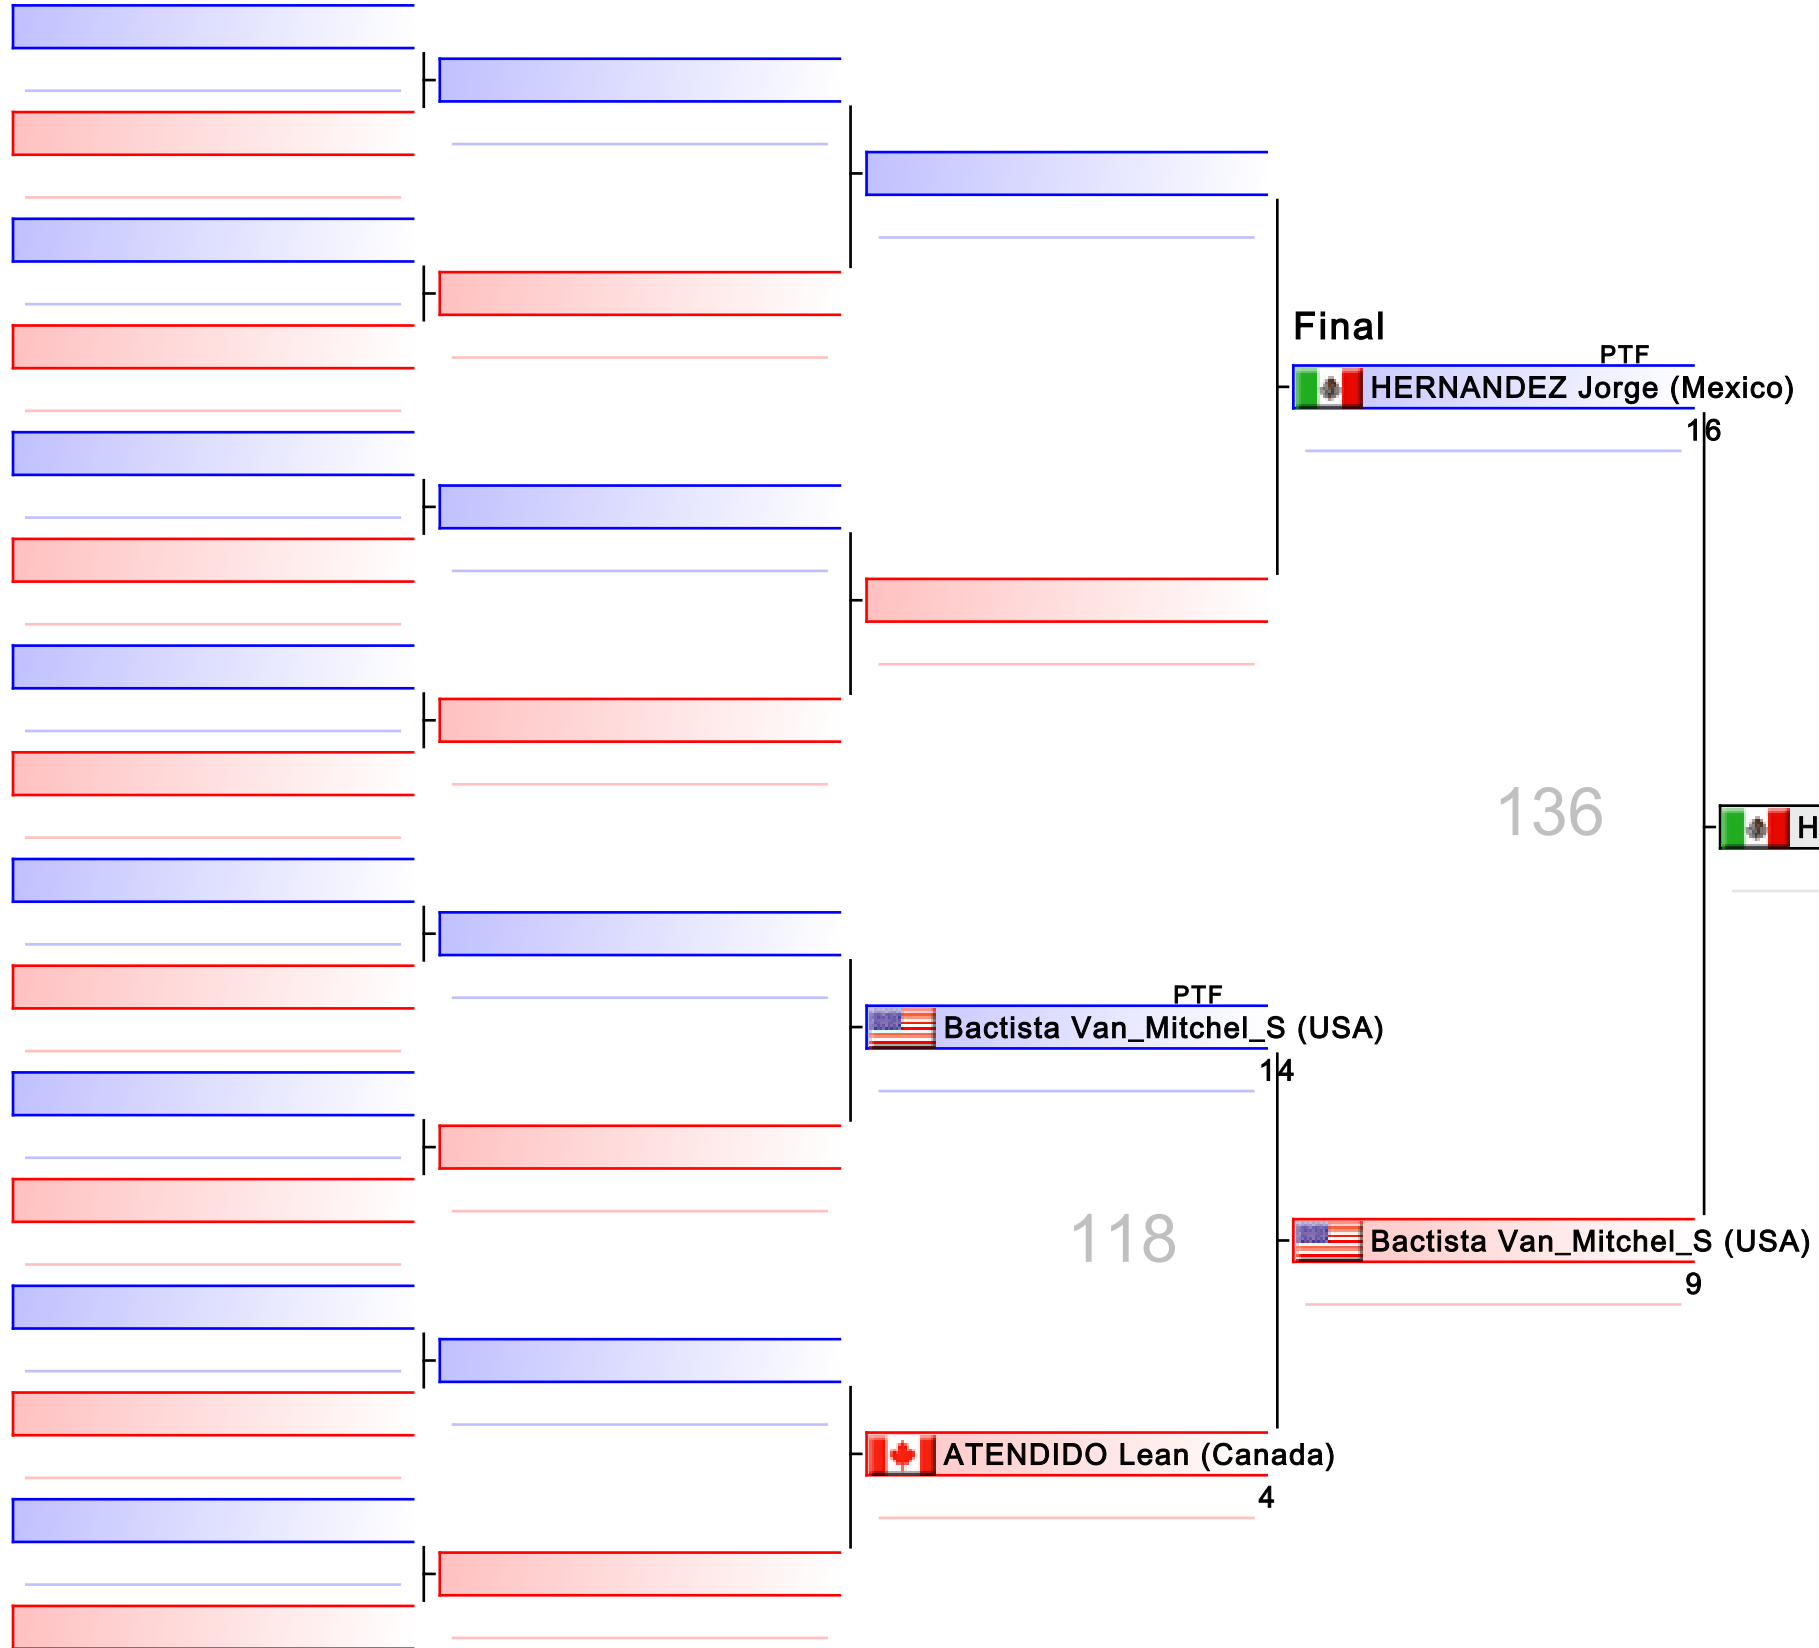 Final
PTF
HERNANDEZ Jorge (Mexico)
16
136
H
PTF
Bactista Van_Mitchel_S (USA)
14
118
Bactista Van_Mitchel_S (USA)
9
ATENDIDO Lean (Canada)
4